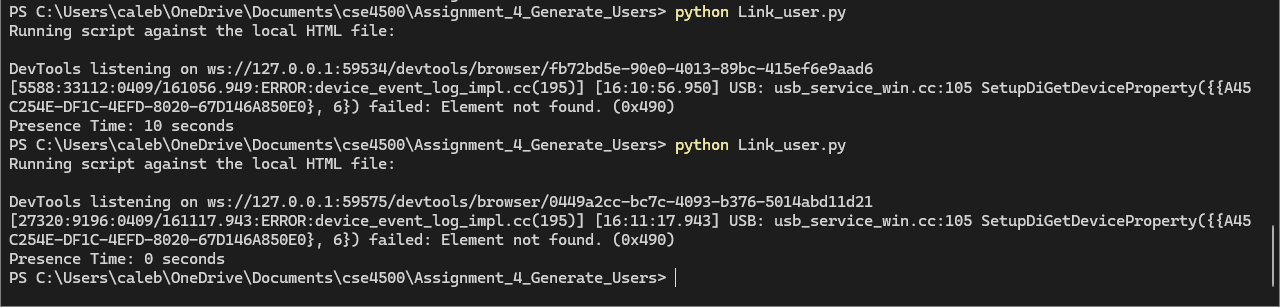 PS C:\Users\caleb\OneDrive\Documents\cse4500\Assignment_4_Generate_Users> python Link_user.py
Running script against the local HTML file:
DevTools listening on ws://127.0.0.1:59534/devtools/browser/fb72bd5e-90e0-4013-89bc-415ef6e9aad6
[5588:33112:0409/161056.949:ERROR:device_event_log_impl.cc(195)] [16:10:56.950] USB: usb_service_win.cc:105 SetupDiGetDeviceProperty({{A45
C254E-DF1C-4EFD-8020-67D146A850E0}, 6}) failed: Element not found. (0x490)
Presence Time: 10 seconds
PS C:\Users\caleb\OneDrive\Documents\cse4500\Assignment_4_Generate_Users> python Link_user.py
Running script against the local HTML file:
DevTools listening on ws://127.0.0.1:59575/devtools/browser/0449a2cc-bc7c-4093-b376-5014abd11d21
[27320:9196:0409/161117.943:ERROR:device_event_log_impl.cc(195)] [16:11:17.943] USB: usb_service_win.cc:105 SetupDiGetDeviceProperty({{A45
C254E-DF1C-4EFD-8020-67D146A850E0}, 6}) failed: Element not found. (0x490)
Presence Time: 0 seconds
PS C:\Users\caleb\OneDrive\Documents\cse4500\Assignment_4_Generate_Users>